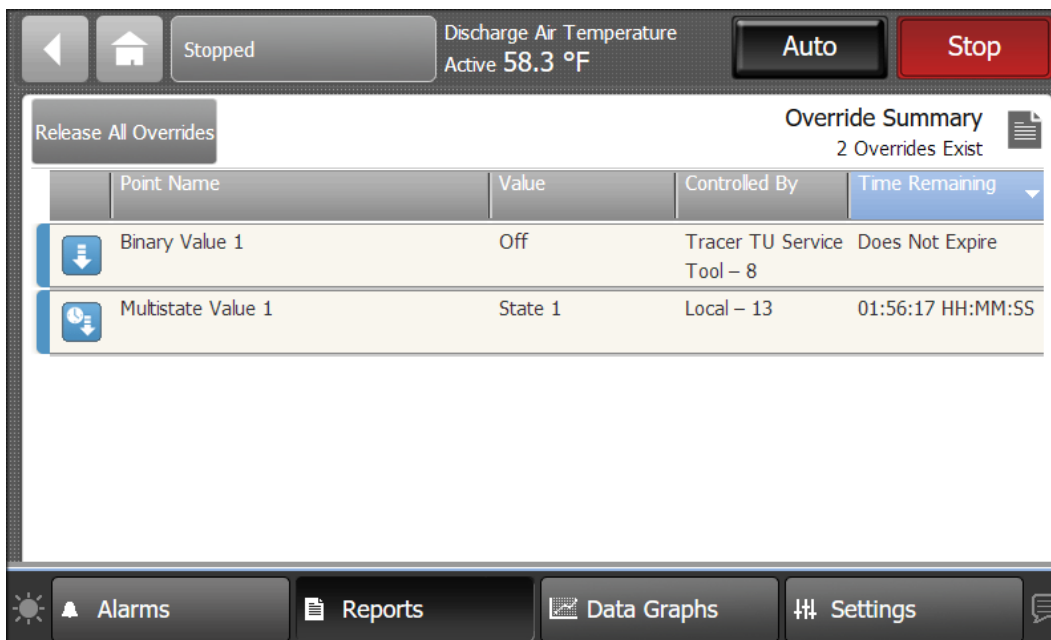 Stopped
Discharge Air Temperature
Active 58.3 °F
Auto
Stop
Release All Overrides
Override Summary
2 Overrides Exist
Point Name
Value
Controlled By
Time Remaining
Binary Value 1
Off
Tracer TU Service
Tool – 8
Does Not Expire
Multistate Value 1
State 1
Local – 13
01:56:17 HH:MM:SS
Alarms
Reports
Data Graphs
Settings